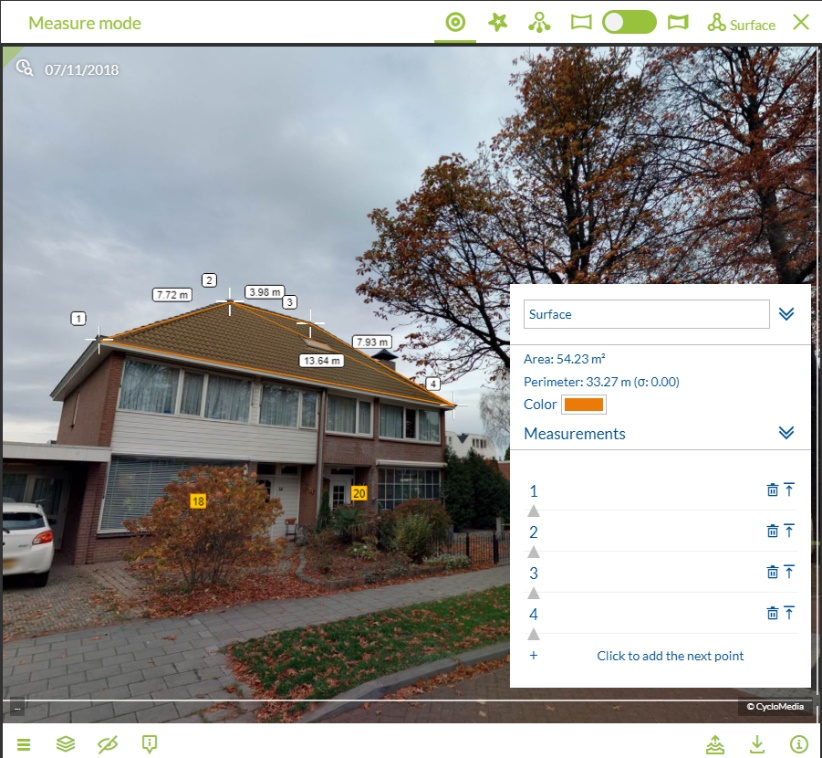 Measure mode
Surface
07/11/2018
2
7.72 m
3.98 m
3
1
7.93 m
13.64 m
4
Surface
Area: 54.23 m²
Perimeter: 33.27 m (σ: 0.00)
Color
Measurements
1
2
3
4
+ Click to add the next point
18
20
© CycloMedia